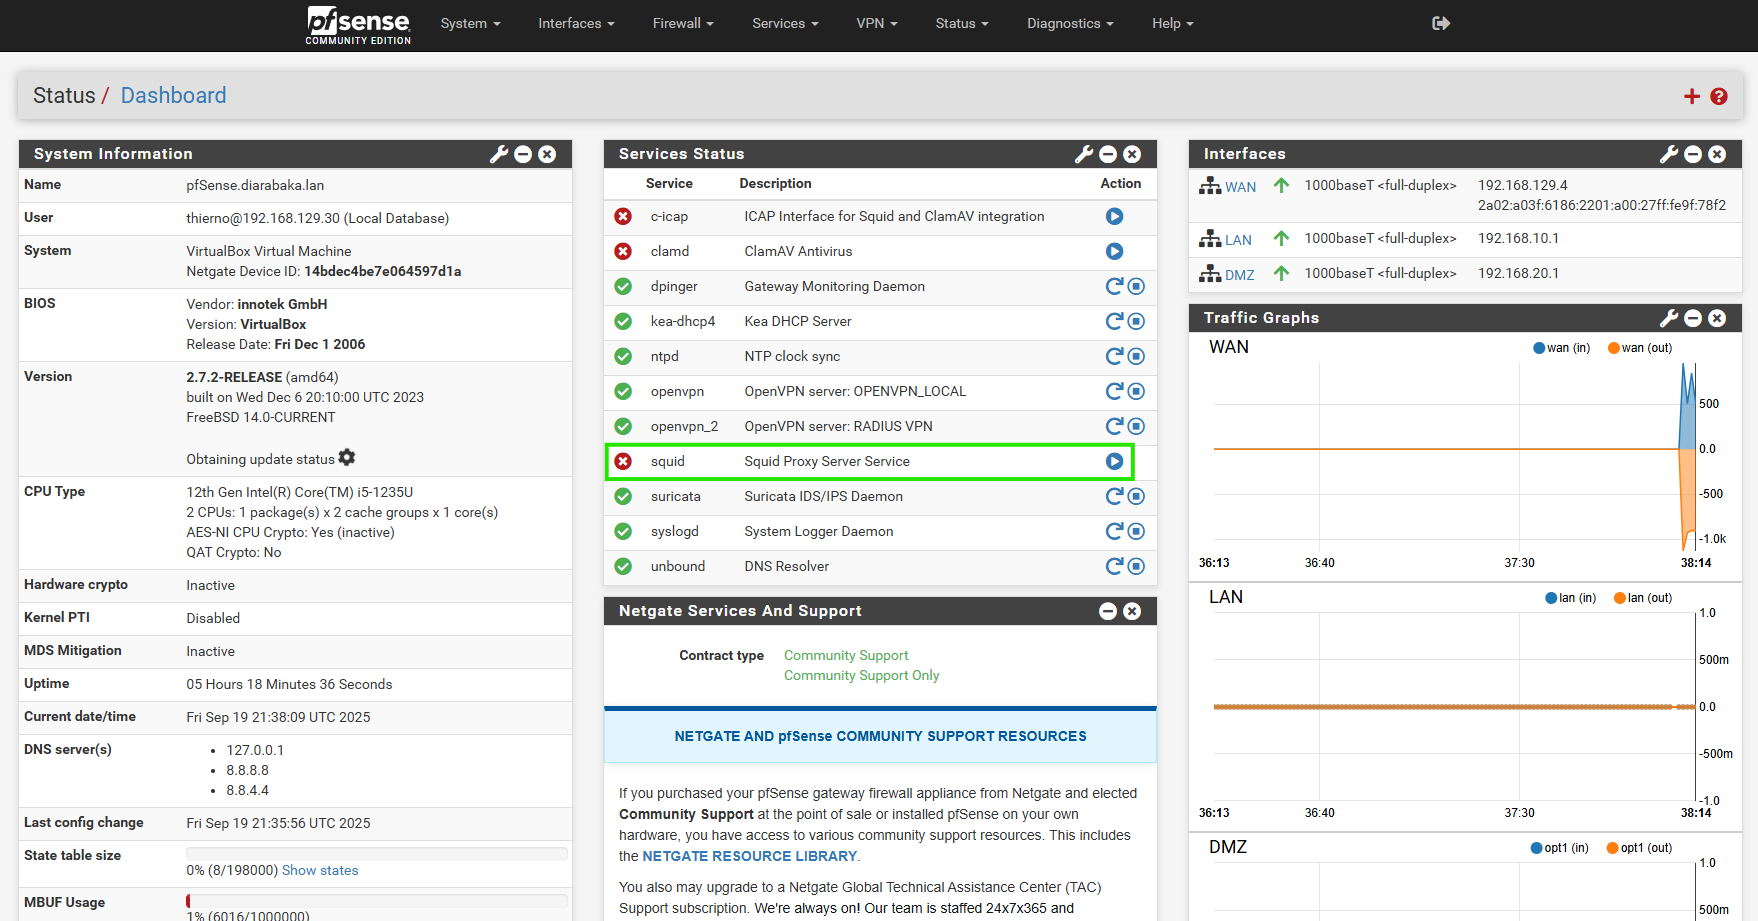 pfsense
COMMUNITY EDITION
System
Interfaces
Firewall
Services
VPN
Status
Diagnostics
Help
Status / Dashboard
System Information
Name pfSense.diarabaka.lan
User thierno@192.168.129.30 (Local Database)
System VirtualBox Virtual Machine
Netgate Device ID: 14bdec4be7e064597d1a
BIOS Vendor: innotek GmbH
Version: VirtualBox
Release Date: Fri Dec 1 2006
Version 2.7.2-RELEASE (amd64)
built on Wed Dec 6 20:10:00 UTC 2023
FreeBSD 14.0-CURRENT
Obtaining update status
CPU Type 12th Gen Intel(R) Core(TM) i5-1235U
2 CPUs: 1 package(s) x 2 cache groups x 1 core(s)
AES-NI CPU Crypto: Yes (inactive)
QAT Crypto: No
Hardware crypto Inactive
Kernel PTI Disabled
MDS Mitigation Inactive
Uptime 05 Hours 18 Minutes 36 Seconds
Current date/time Fri Sep 19 21:38:09 UTC 2025
DNS server(s) • 127.0.0.1
• 8.8.8.8
• 8.8.4.4
Last config change Fri Sep 19 21:35:56 UTC 2025
State table size
0% (8/198000) Show states
MBUF Usage
1% (6016/1000000)
Services Status
Service Description Action
c-icap ICAP Interface for Squid and ClamAV integration
clamd ClamAV Antivirus
dpinger Gateway Monitoring Daemon
kea-dhcp4 Kea DHCP Server
ntpd NTP clock sync
openvpn OpenVPN server: OPENVPN_LOCAL
openvpn_2 OpenVPN server: RADIUS VPN
squid Squid Proxy Server Service
suricata Suricata IDS/IPS Daemon
syslogd System Logger Daemon
unbound DNS Resolver
Netgate Services And Support
Contract type Community Support
Community Support Only
NETGATE AND pfSense COMMUNITY SUPPORT RESOURCES
If you purchased your pfSense gateway firewall appliance from Netgate and elected
Community Support at the point of sale or installed pfSense on your own
hardware, you have access to various community support resources. This includes
the NETGATE RESOURCE LIBRARY.
You also may upgrade to a Netgate Global Technical Assistance Center (TAC)
Support subscription. We're always on! Our team is staffed 24x7x365 and
Interfaces
WAN 1000baseT <full-duplex> 192.168.129.4
2a02:a03f:6186:2201:a00:27ff:fe9f:78f2
LAN 1000baseT <full-duplex> 192.168.10.1
DMZ 1000baseT <full-duplex> 192.168.20.1
Traffic Graphs
WAN wan (in) wan (out)
500
0.0
-500
-1.0k
36:13 36:40 37:30 38:14
LAN lan (in) lan (out)
1.0
500m
0.0
-500m
-1.0
36:13 36:40 37:30 38:14
DMZ opt1 (in) opt1 (out)
1.0
500m